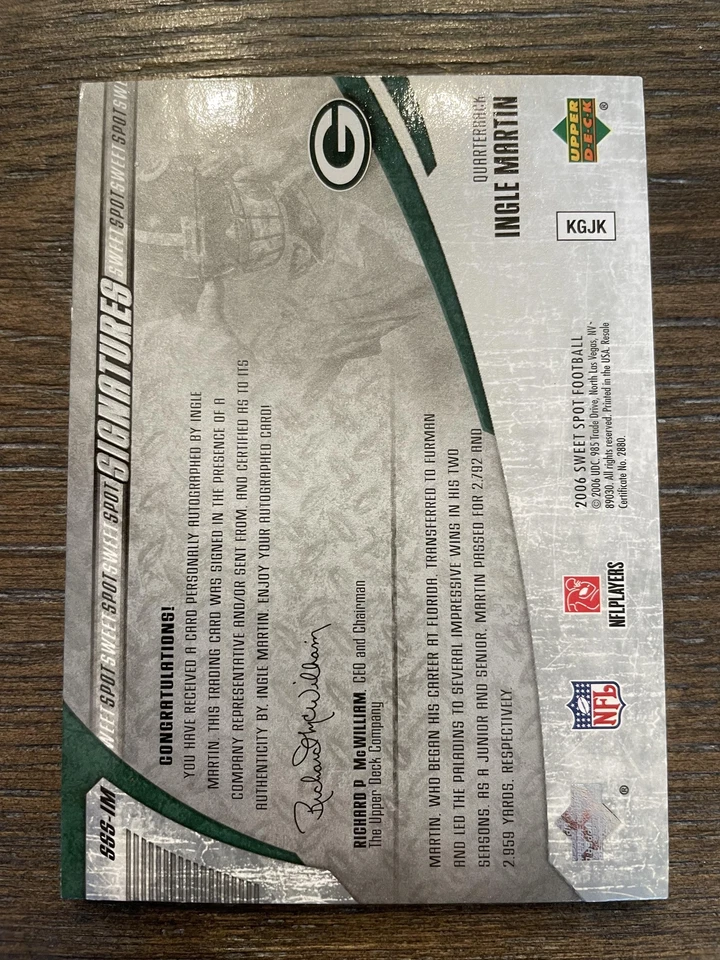 SSS-IM
SWEET SPOT SWEET SPOT SIGNATURES SWEET SPOT SWEET SPOT
CONGRATULATIONS!
YOU HAVE RECEIVED A CARD PERSONALLY AUTOGRAPHED BY INGLE
MARTIN. THIS TRADING CARD WAS SIGNED IN THE PRESENCE OF A
COMPANY REPRESENTATIVE AND/OR SENT FROM, AND CERTIFIED AS TO ITS
AUTHENTICITY BY, INGLE MARTIN. ENJOY YOUR AUTOGRAPHED CARD!
Richard P McWilliam
RICHARD P. McWILLIAM, CEO and Chairman
The Upper Deck Company
G
MARTIN, WHO BEGAN HIS CAREER AT FLORIDA, TRANSFERRED TO FURMAN
AND LED THE PALADINS TO SEVERAL IMPRESSIVE WINS IN HIS TWO
SEASONS. AS A JUNIOR AND SENIOR, MARTIN PASSED FOR 2,792 AND
2,959 YARDS, RESPECTIVELY
QUARTERBACK
INGLE MARTIN
®
NFL
NFLPLAYERS
2006 SWEET SPOT FOOTBALL
© 2006 UDC. 985 Trade Drive, North Las Vegas, NV~
89030. All rights reserved. Printed in the USA. Resale
Certificate No. 2880.
KGJK
UPPER
DECK
®